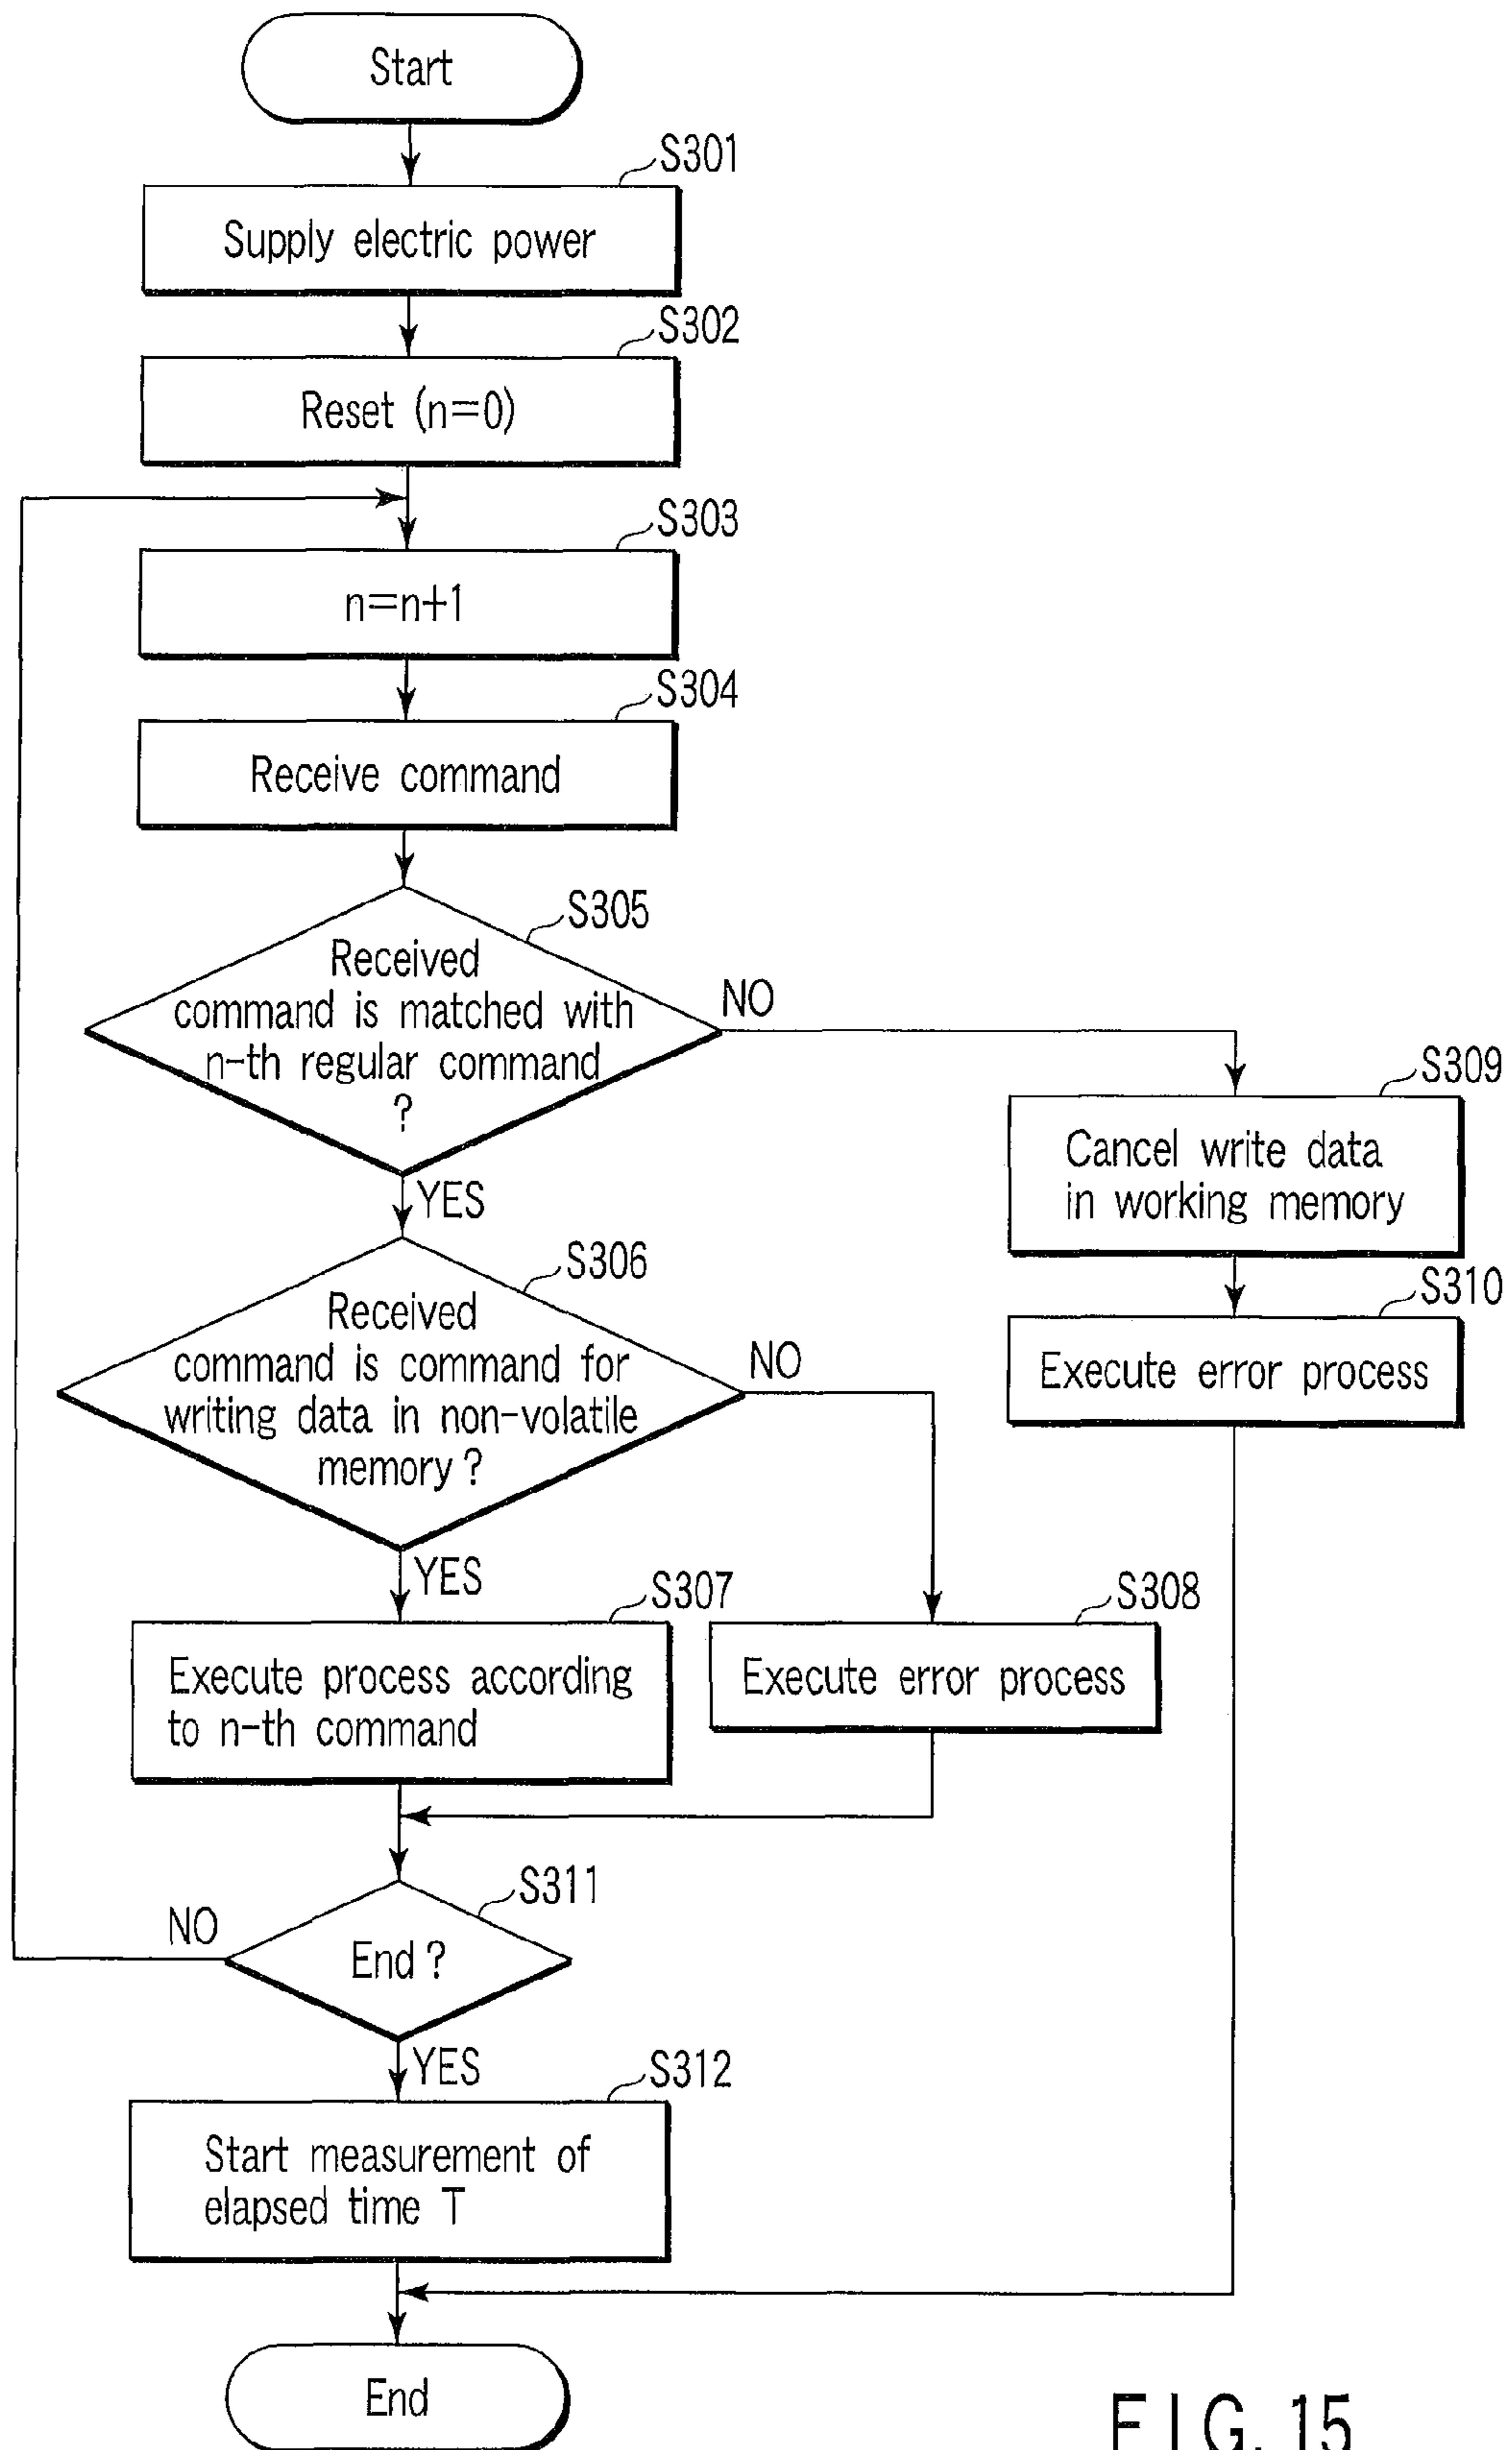 Start
S301
Supply electric power
S302
Reset (n=0)
S303
n=n+1
S304
Receive command
S305
Received
command is matched with
n-th regular command
?
NO
YES
S309
Cancel write data
in working memory
S306
Received
command is command for
writing data in non-volatile
memory?
NO
YES
S310
Execute error process
S307
Execute process according
to n-th command
S308
Execute error process
S311
End?
NO
YES
S312
Start measurement of
elapsed time T
End
FIG. 15